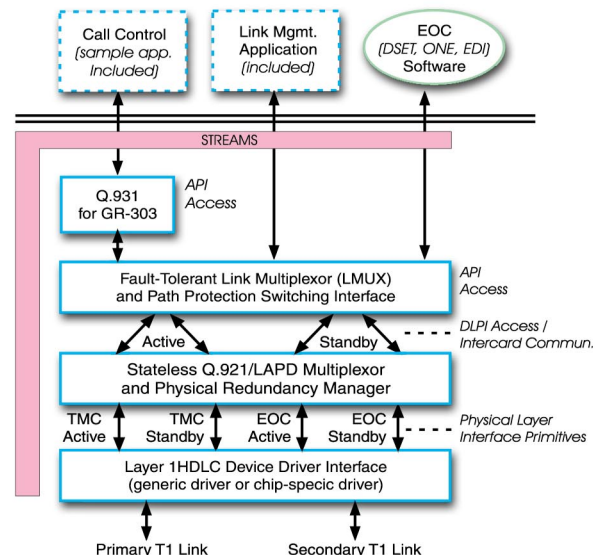 Call Control
(sample app.
Included)
Link Mgmt.
Application
(included)
EOC
(DSET, ONE, EDI)
Software
STREAMS
Q.931
for GR-303
API
Access
Fault-Tolerant Link Multiplexor (LMUX)
and Path Protection Switching Interface
API
Access
Active
Standby
DLPI Access /
Intercard Commun.
Stateless Q.921/LAPD Multiplexor
and Physical Redundancy Manager
TMC
Active
TMC
Standby
EOC
Active
EOC
Standby
Physical Layer
Interface Primitives
Layer 1HDLC Device Driver Interface
(generic driver or chip-specic driver)
Primary T1 Link
Secondary T1 Link